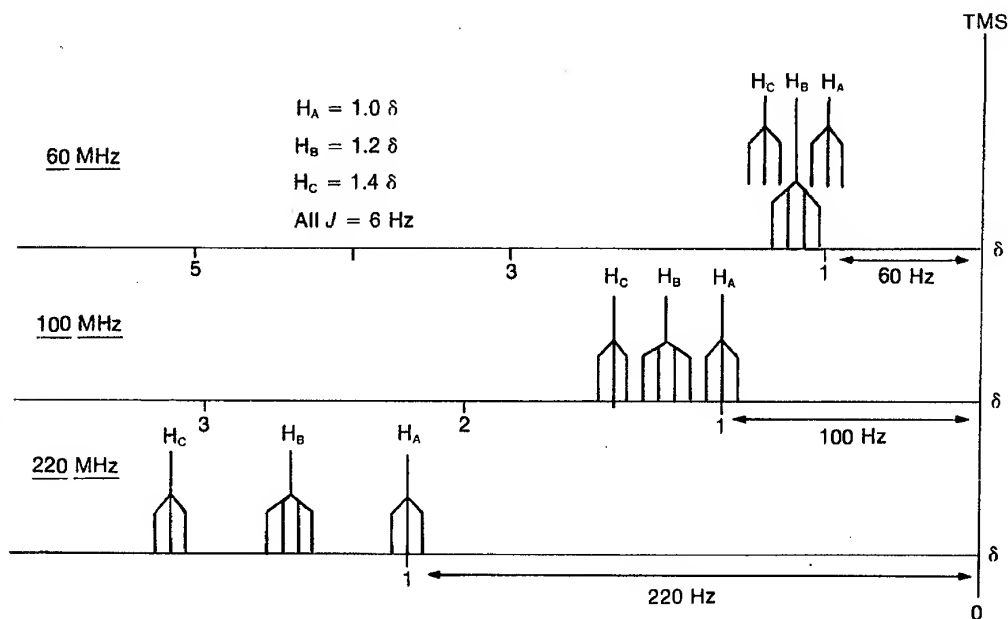 TMS
H_C H_B H_A
H_A = 1.0 δ
H_B = 1.2 δ
H_C = 1.4 δ
All J = 6 Hz
60 MHz
5 3 1 δ
60 Hz
H_C H_B H_A
100 MHz
3 2 1 δ
100 Hz
H_C H_B H_A
220 MHz
1 δ
220 Hz
0